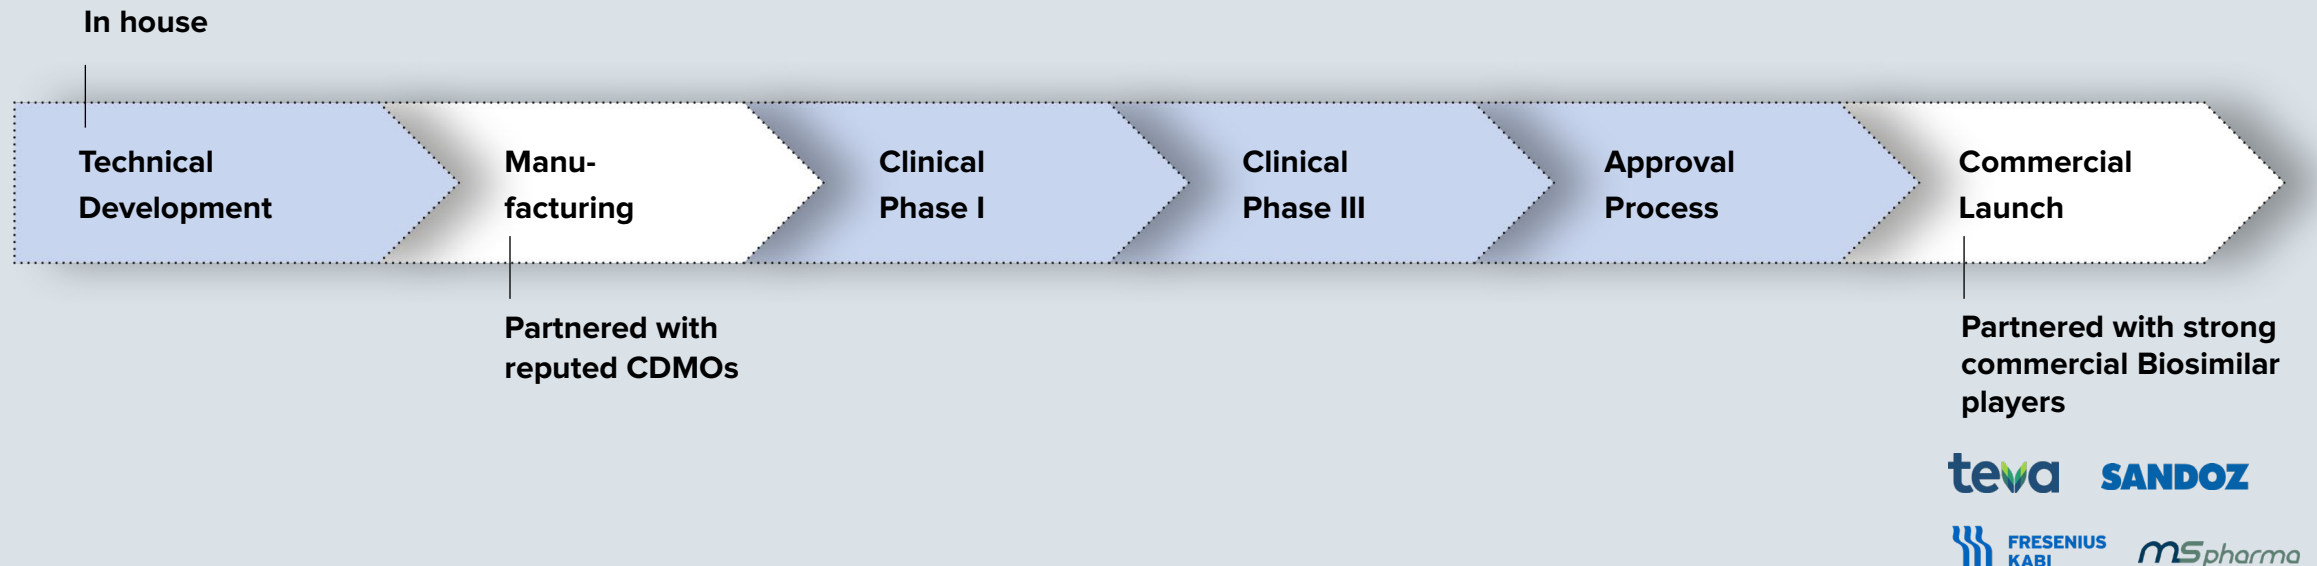 In house
Technical
Development
Manu-
facturing
Clinical
Phase I
Clinical
Phase III
Approval
Process
Commercial
Launch
Partnered with
reputed CDMOs
Partnered with strong
commercial Biosimilar
players
teva
SANDOZ
FRESENIUS
KABI
mspharma